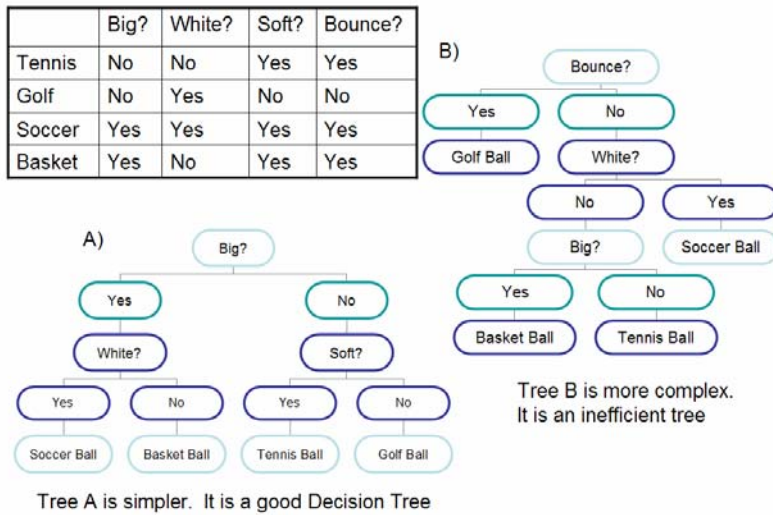 Big? White? Soft? Bounce?
Tennis No No Yes Yes
Golf No Yes No No
Soccer Yes Yes Yes Yes
Basket Yes No Yes Yes
B)
Bounce?
Yes No
Golf Ball White?
No Yes
Big? Soccer Ball
Yes No
Basket Ball Tennis Ball
Tree B is more complex.
It is an inefficient tree
A)
Big?
Yes No
White? Soft?
Yes No Yes No
Soccer Ball Basket Ball Tennis Ball Golf Ball
Tree A is simpler. It is a good Decision Tree